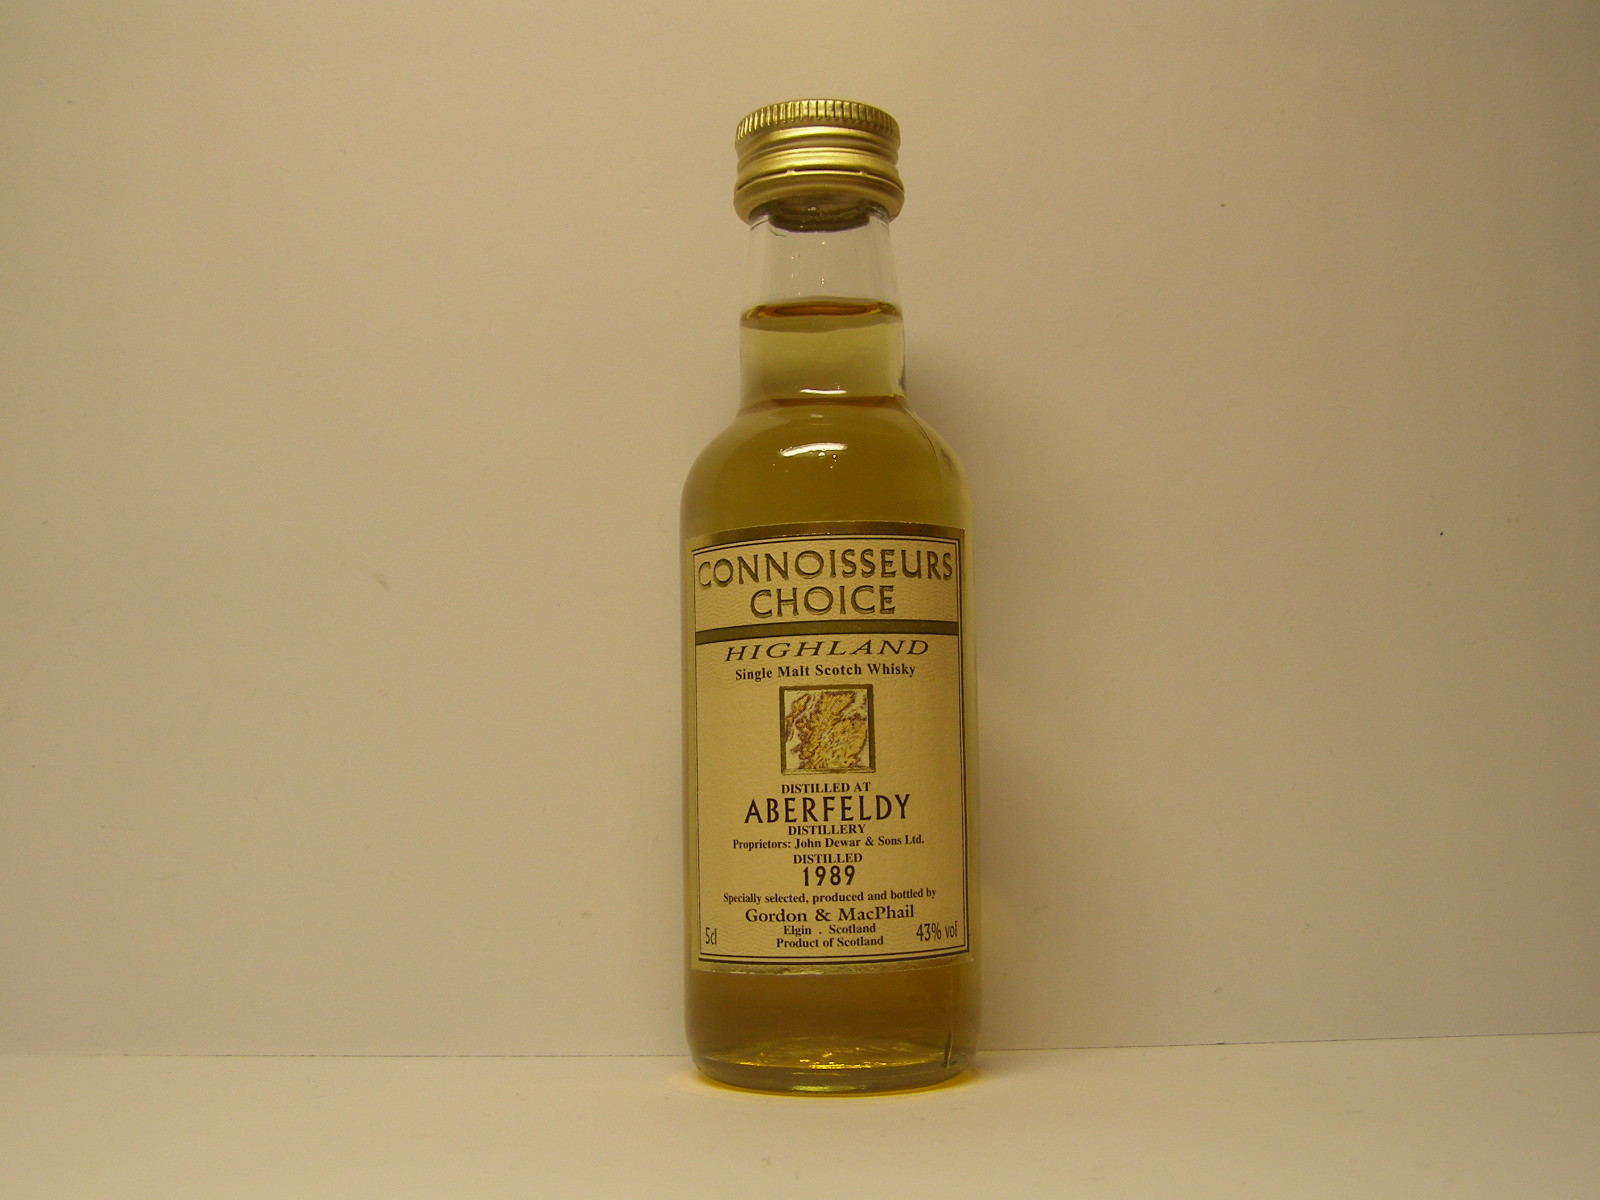 CONNOISSEURS
CHOICE
HIGHLAND
Single Malt Scotch Whisky
DISTILLED AT
ABERFELDY
DISTILLERY
Proprietors: John Dewar & Sons Ltd.
DISTILLED
1989
Specially selected, produced and bottled by
Gordon & MacPhail
Elgin . Scotland
Product of Scotland
5cl
43% vol